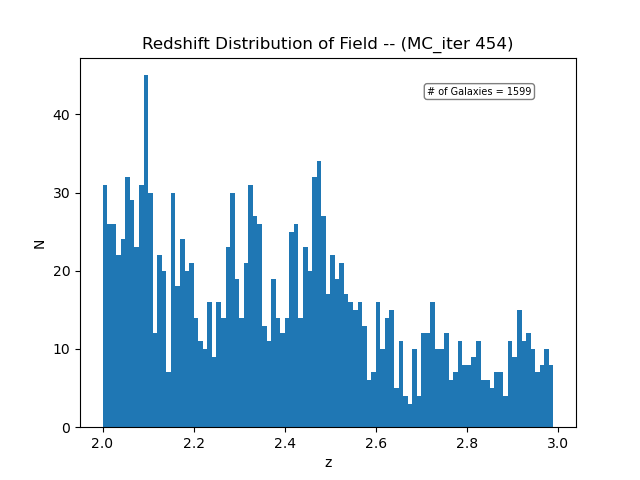 Redshift Distribution of Field -- (MC_iter 454)
# of Galaxies = 1599
40
30
20
10
0
N
2.0 2.2 2.4 2.6 2.8 3.0
z